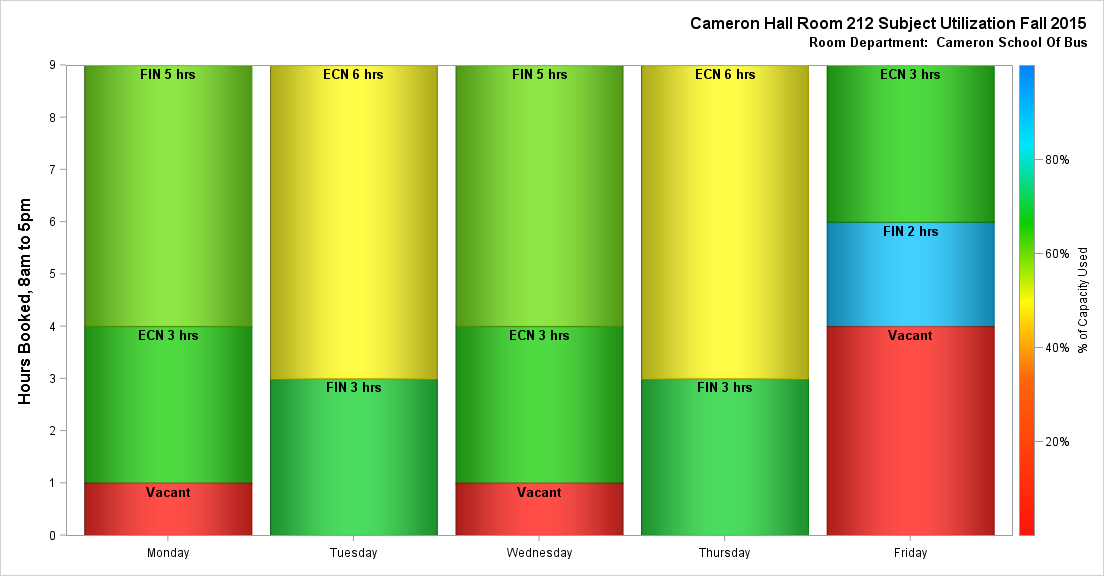 Cameron Hall Room 212 Subject Utilization Fall 2015
Room Department:  Cameron School Of Bus
Hours Booked, 8am to 5pm
9
8
7
6
5
4
3
2
1
0
FIN 5 hrs
ECN 3 hrs
Vacant
ECN 6 hrs
FIN 3 hrs
FIN 5 hrs
ECN 3 hrs
Vacant
ECN 6 hrs
FIN 3 hrs
ECN 3 hrs
FIN 2 hrs
Vacant
Monday
Tuesday
Wednesday
Thursday
Friday
80%
60%
40%
20%
% of Capacity Used